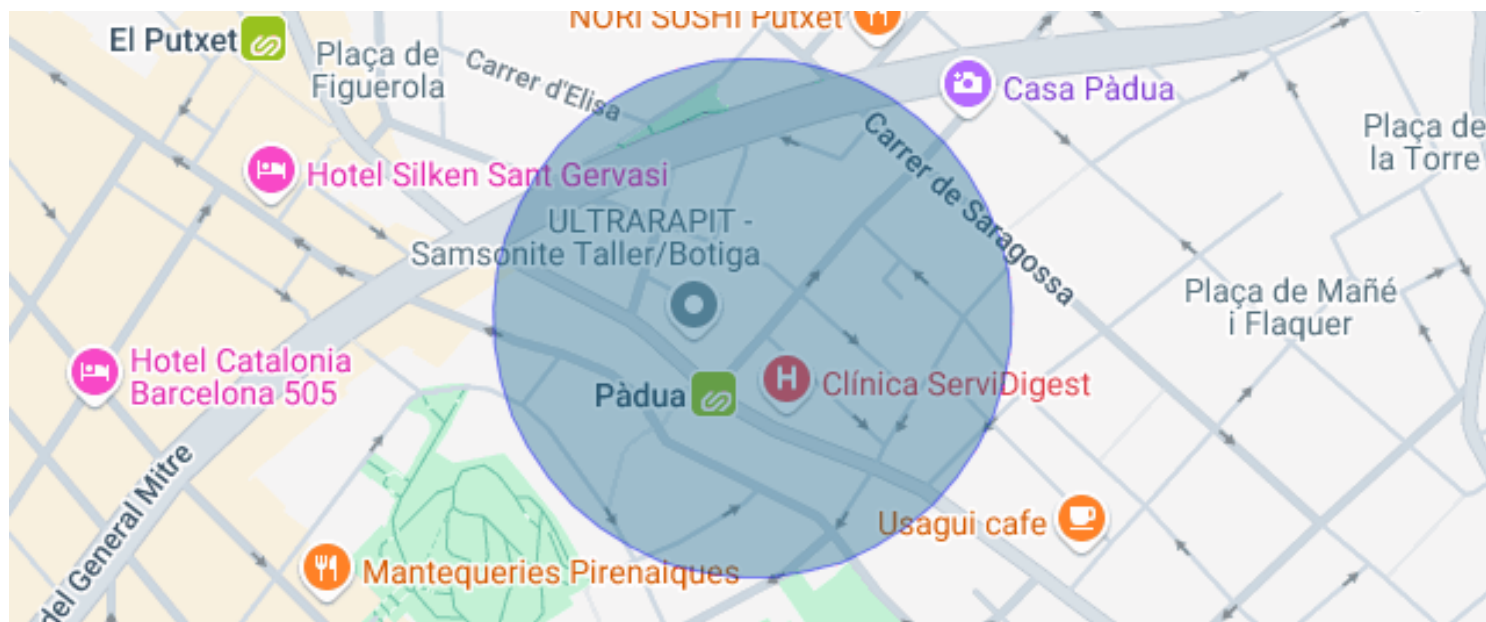 NORI SUSHI Putxet
El Putxet
Plaça de
Figuerola
Carrer d'Elisa
Casa Pàdua
Carrer de Saragossa
Plaça de
la Torre
Hotel Silken Sant Gervasi
ULTRARAPIT -
Samsonite Taller/Botiga
Plaça de Mañé
i Flaquer
Hotel Catalonia
Barcelona 505
Pàdua
H
Clínica ServiDigest
del General Mitre
Usagui cafe
Mantequeries Pirenaiques